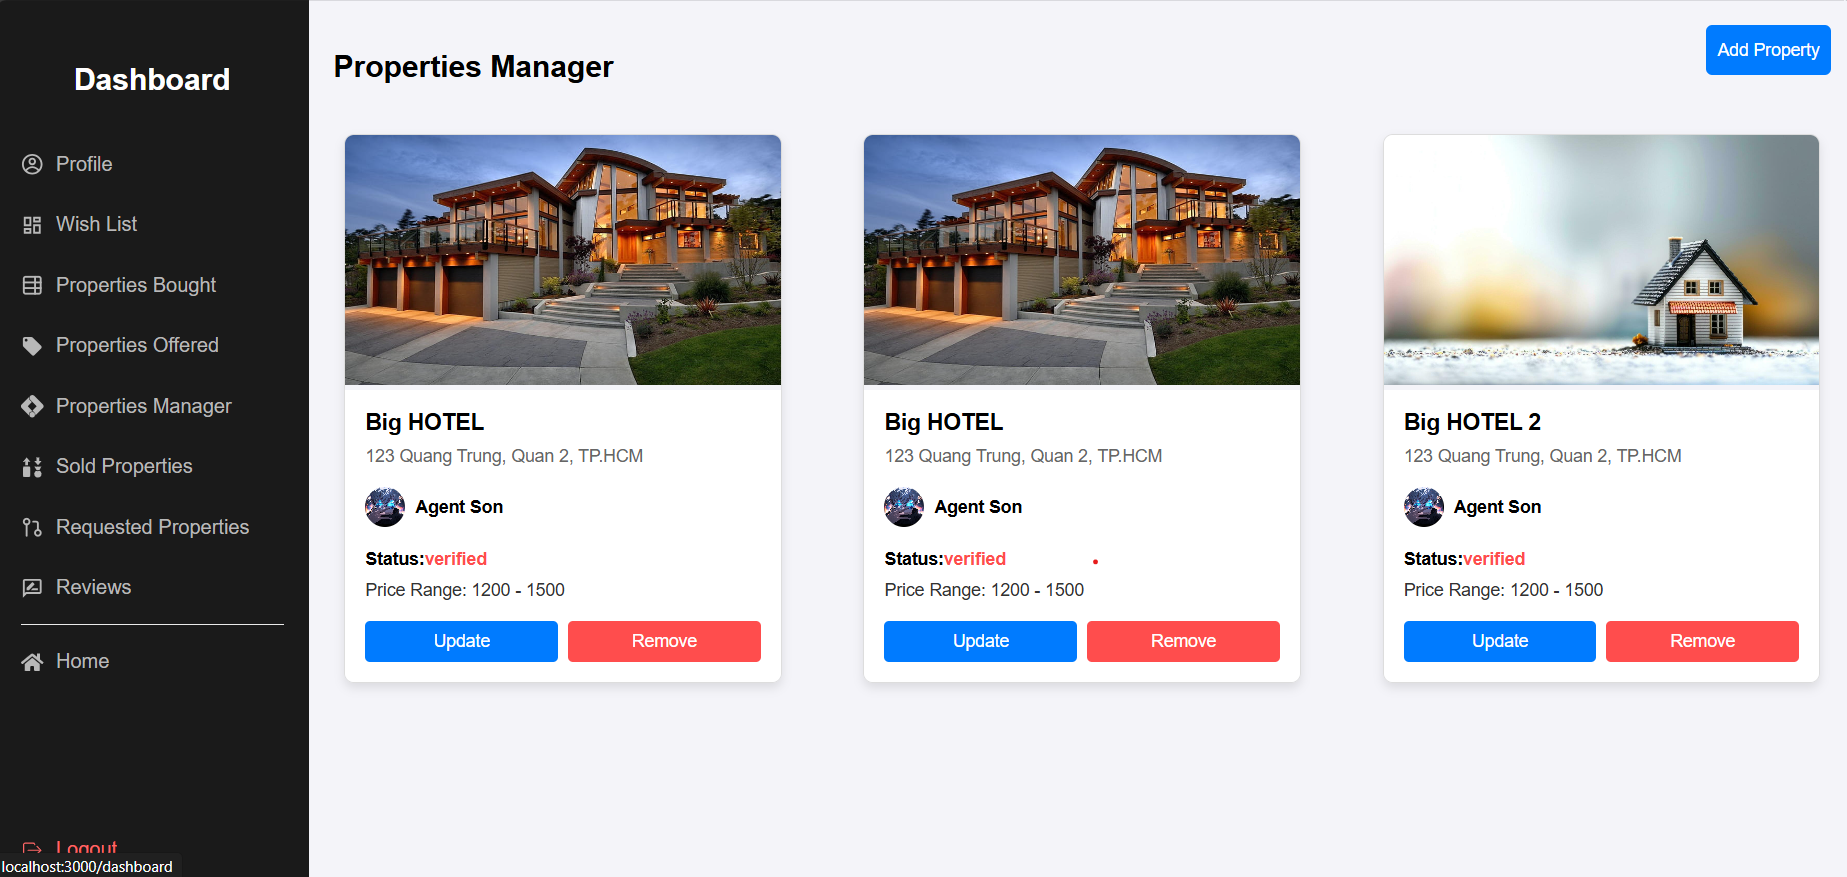 Dashboard
Profile
Wish List
Properties Bought
Properties Offered
Properties Manager
Sold Properties
Requested Properties
Reviews
Home
Logout
localhost:3000/dashboard
Properties Manager
Add Property
Big HOTEL
123 Quang Trung, Quan 2, TP.HCM
Agent Son
Status:verified
Price Range: 1200 - 1500
Update Remove
Big HOTEL
123 Quang Trung, Quan 2, TP.HCM
Agent Son
Status:verified
Price Range: 1200 - 1500
Update Remove
Big HOTEL 2
123 Quang Trung, Quan 2, TP.HCM
Agent Son
Status:verified
Price Range: 1200 - 1500
Update Remove